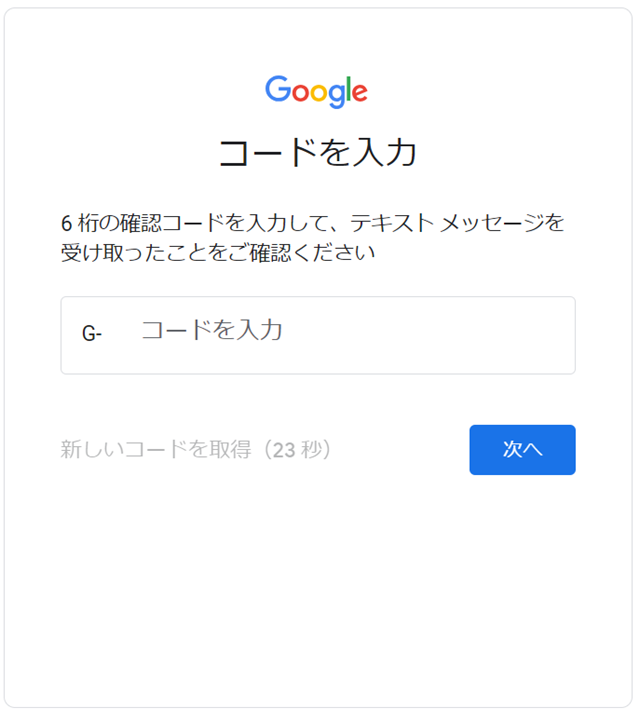 Google
コードを入力
6 桁の確認コードを入力して、テキスト メッセージを
受け取ったことをご確認ください
G- コードを入力
新しいコードを取得（23 秒） 次へ